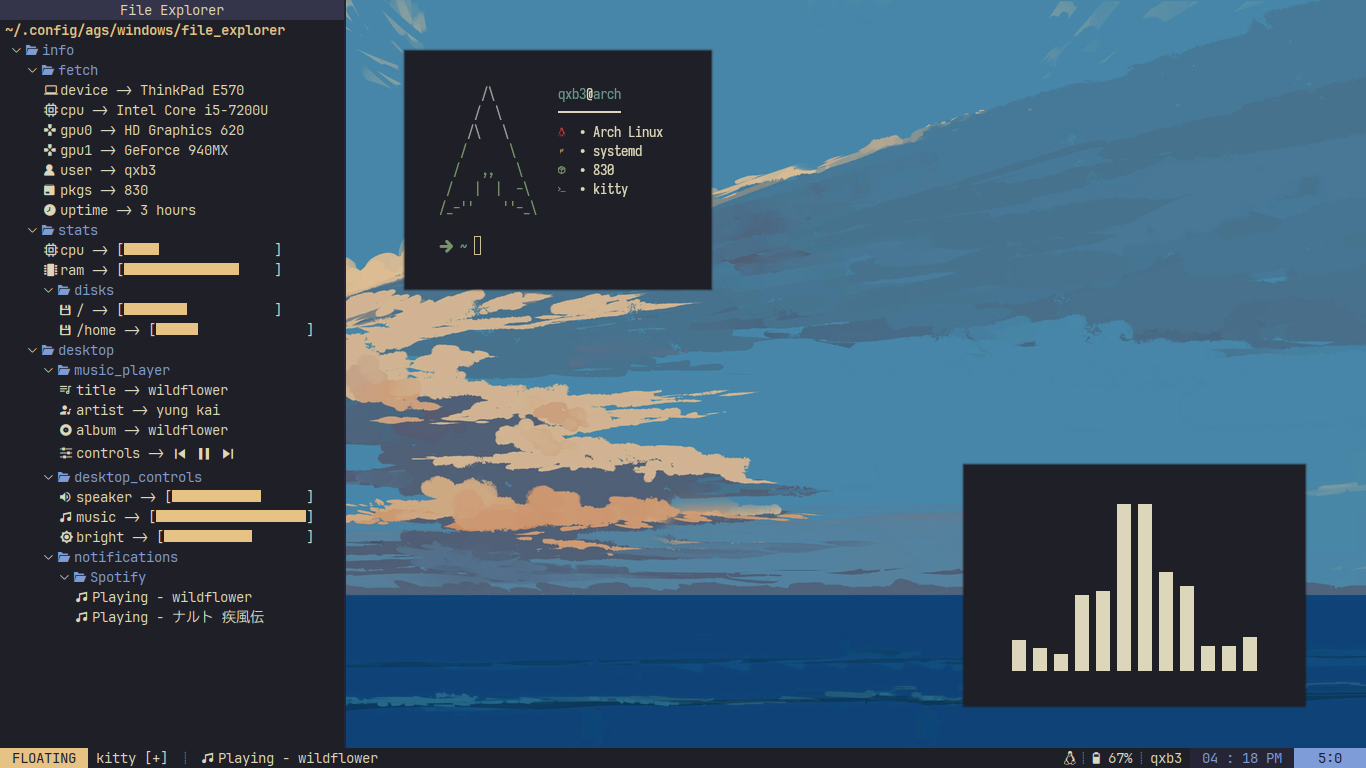 File Explorer
~/.config/ags/windows/file_explorer
info
fetch
device -> ThinkPad E570
cpu -> Intel Core i5-7200U
gpu0 -> HD Graphics 620
gpu1 -> GeForce 940MX
user -> qxb3
pkgs -> 830
uptime -> 3 hours
stats
cpu -> [ ]
ram -> [ ]
disks
/ -> [ ]
/home -> [ ]
desktop
music_player
title -> wildflower
artist -> yung kai
album -> wildflower
controls ->
desktop_controls
speaker -> [ ]
music -> [ ]
bright -> [ ]
notifications
Spotify
Playing - wildflower
Playing - ナルト 疾風伝
/\
/  \
/\   \
/      \
/   ,,   \
/   |  |  -\
/_-''    ''-_\
qxb3@arch
• Arch Linux
• systemd
• 830
• kitty
➜ ~
FLOATING kitty [+] | Playing - wildflower
67% | qxb3 04 : 18 PM 5:0